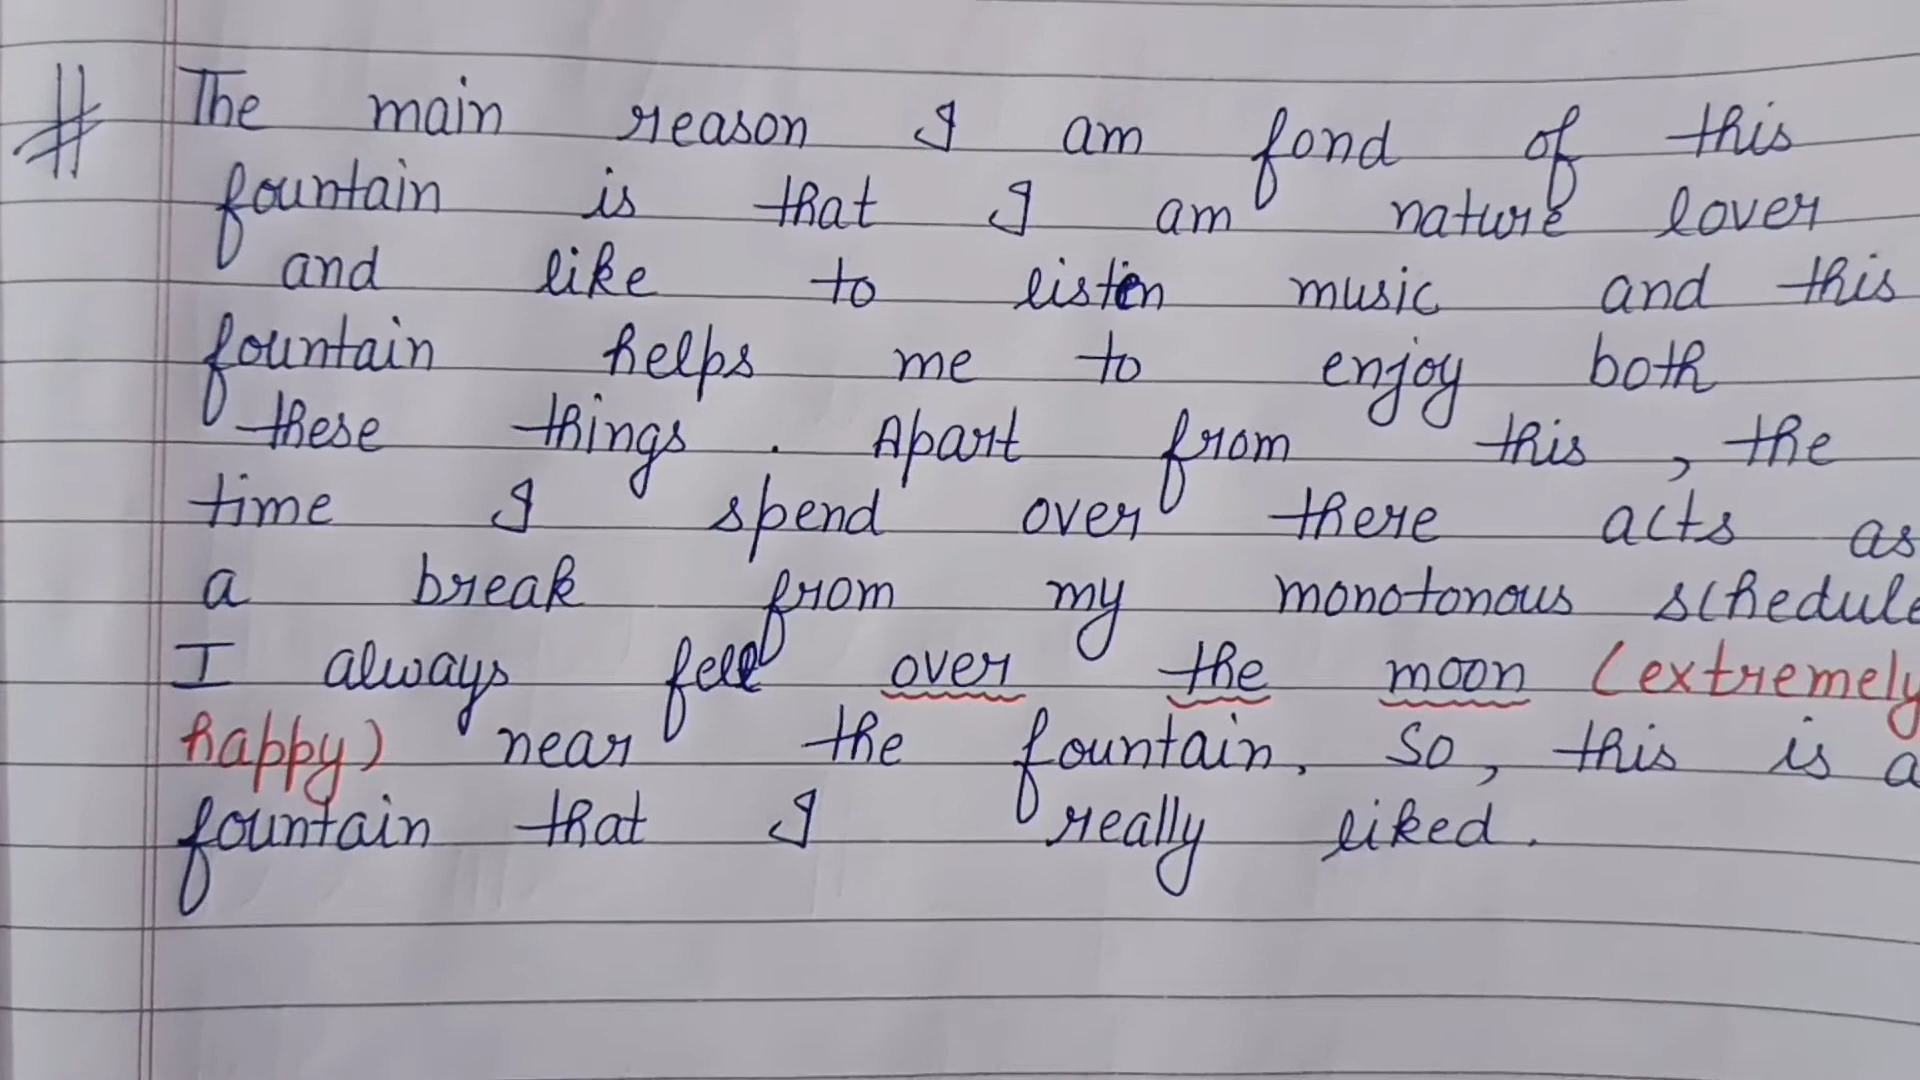 # The main reason I am fond of this
fountain is that I am nature lover
and like to listen music and this
fountain helps me to enjoy both
these things. Apart from this, the
time I spend over there acts as
a break from my monotonous schedule
I always feel over the moon (extremely
happy) near the fountain. So, this is a
fountain that I really liked.